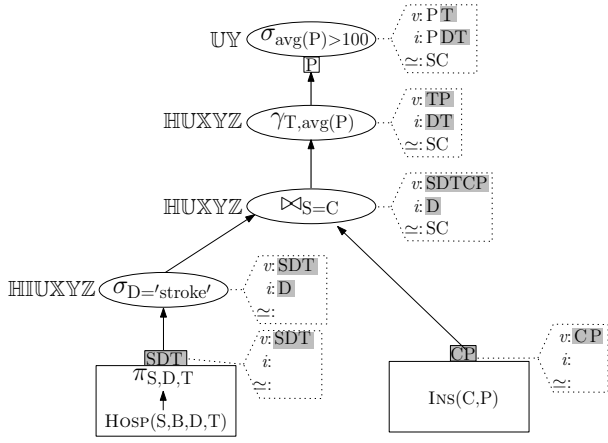 𝕌𝕐 σavg(P)>100 v: P T
i: P DT
≃: SC
P
ℍ𝕌𝕏𝕐ℤ γT,avg(P) v: TP
i: DT
≃: SC
ℍ𝕌𝕏𝕐ℤ ⋈S=C v: SDTCP
i: D
≃: SC
ℍ𝕀𝕌𝕏𝕐ℤ σD='stroke' v: SDT
i: D
≃:
SDT v: SDT
i:
≃:
πS,D,T
HOSP(S,B,D,T)
CP v: CP
i:
≃:
INS(C,P)